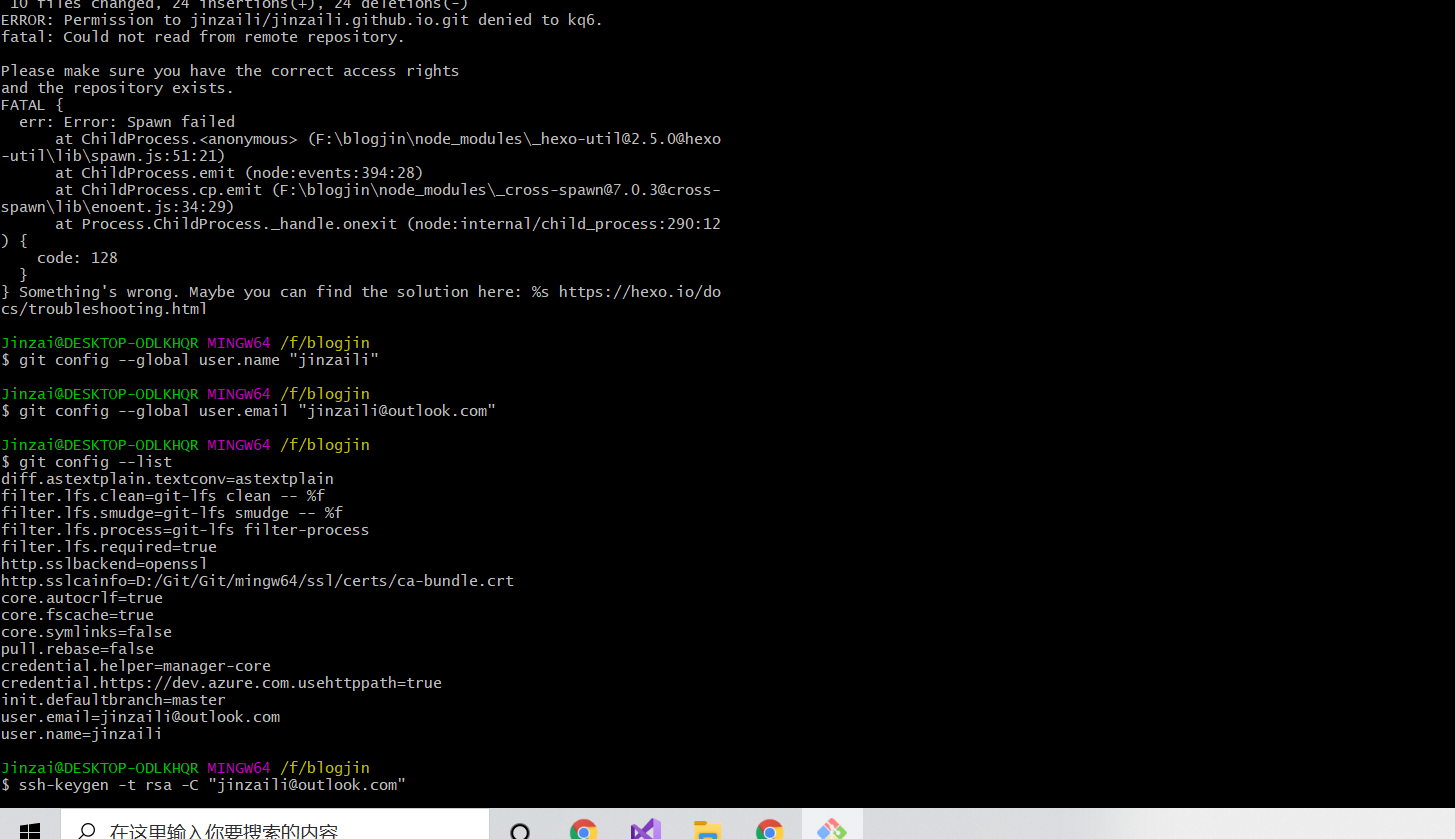 10 files changed, 24 insertions(+), 24 deletions(-)
ERROR: Permission to jinzaili/jinzaili.github.io.git denied to kq6.
fatal: Could not read from remote repository.
Please make sure you have the correct access rights
and the repository exists.
FATAL {
  err: Error: Spawn failed
      at ChildProcess.<anonymous> (F:\blogjin\node_modules\_hexo-util@2.5.0@hexo
-util\lib\spawn.js:51:21)
      at ChildProcess.emit (node:events:394:28)
      at ChildProcess.cp.emit (F:\blogjin\node_modules\_cross-spawn@7.0.3@cross-
spawn\lib\enoent.js:34:29)
      at Process.ChildProcess._handle.onexit (node:internal/child_process:290:12
) {
    code: 128
  }
} Something's wrong. Maybe you can find the solution here: %s https://hexo.io/do
cs/troubleshooting.html
Jinzai@DESKTOP-ODLKHQR MINGW64 /f/blogjin
$ git config --global user.name "jinzaili"
Jinzai@DESKTOP-ODLKHQR MINGW64 /f/blogjin
$ git config --global user.email "jinzaili@outlook.com"
Jinzai@DESKTOP-ODLKHQR MINGW64 /f/blogjin
$ git config --list
diff.astextplain.textconv=astextplain
filter.lfs.clean=git-lfs clean -- %f
filter.lfs.smudge=git-lfs smudge -- %f
filter.lfs.process=git-lfs filter-process
filter.lfs.required=true
http.sslbackend=openssl
http.sslcainfo=D:/Git/Git/mingw64/ssl/certs/ca-bundle.crt
core.autocrlf=true
core.fscache=true
core.symlinks=false
pull.rebase=false
credential.helper=manager-core
credential.https://dev.azure.com.usehttppath=true
init.defaultbranch=master
user.email=jinzaili@outlook.com
user.name=jinzaili
Jinzai@DESKTOP-ODLKHQR MINGW64 /f/blogjin
$ ssh-keygen -t rsa -C "jinzaili@outlook.com"
在这里输入你要搜索的内容